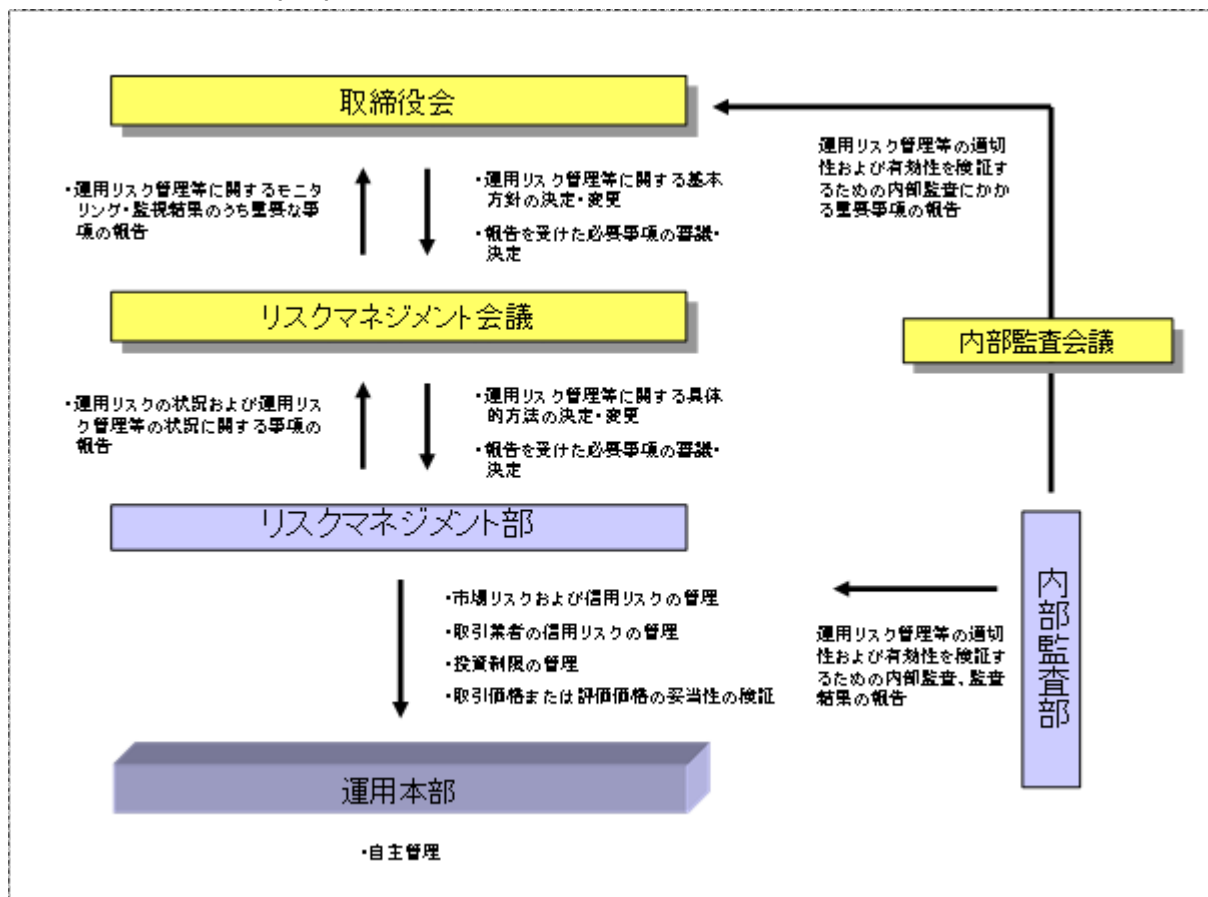 取締役会
・運用リスク管理等に関するモニ
タリング・監視結果のうち重要な事
項の報告
・運用リスク管理等に関する基本
方針の決定・変更
・報告を受けた必要事項の審議・
決定
運用リスク管理等の適切
性および有効性を検証す
るための内部監査にかか
る重要事項の報告
リスクマネジメント会議
内部監査会議
・運用リスクの状況および運用リス
ク管理等の状況に関する事項の
報告
・運用リスク管理等に関する具体
的方法の決定・変更
・報告を受けた必要事項の審議・
決定
リスクマネジメント部
内部監査部
・市場リスクおよび信用リスクの管理
・取引業者の信用リスクの管理
・投資制限の管理
・取引価格または評価価格の妥当性の検証
運用リスク管理等の適切
性および有効性を検証す
るための内部監査、監査
結果の報告
運用本部
・自主管理